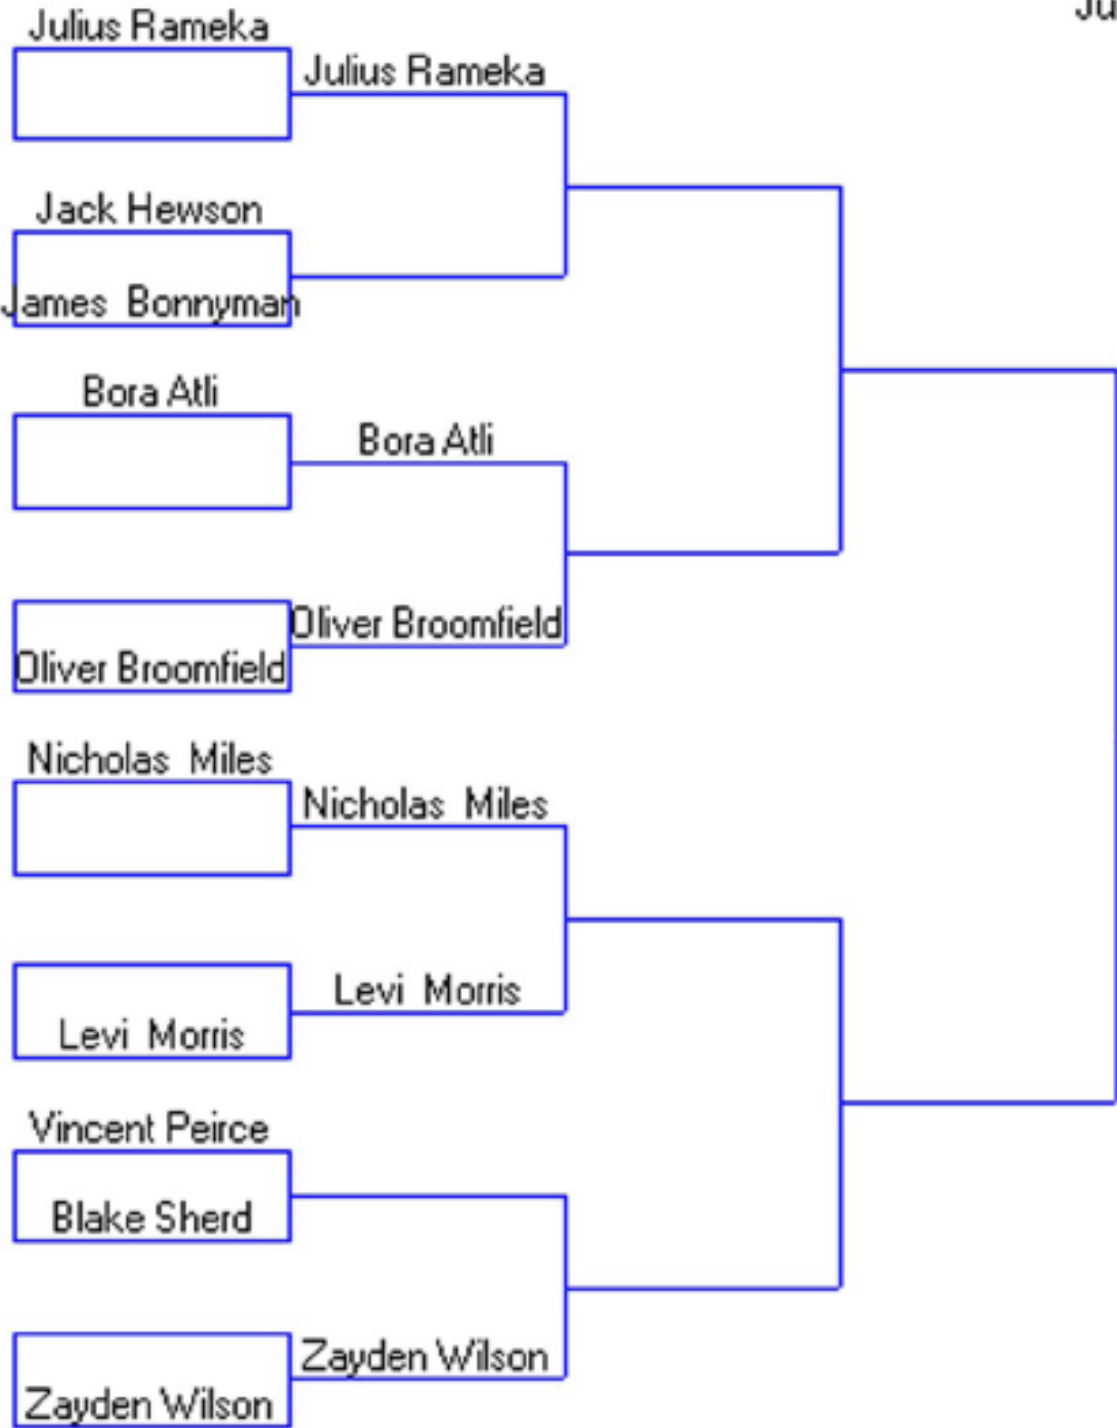 Ju
Julius Rameka
Julius Rameka
Jack Hewson
James Bonnyman
Bora Atli
Bora Atli
Oliver Broomfield
Oliver Broomfield
Nicholas Miles
Nicholas Miles
Levi Morris
Levi Morris
Vincent Peirce
Blake Sherd
Zayden Wilson
Zayden Wilson